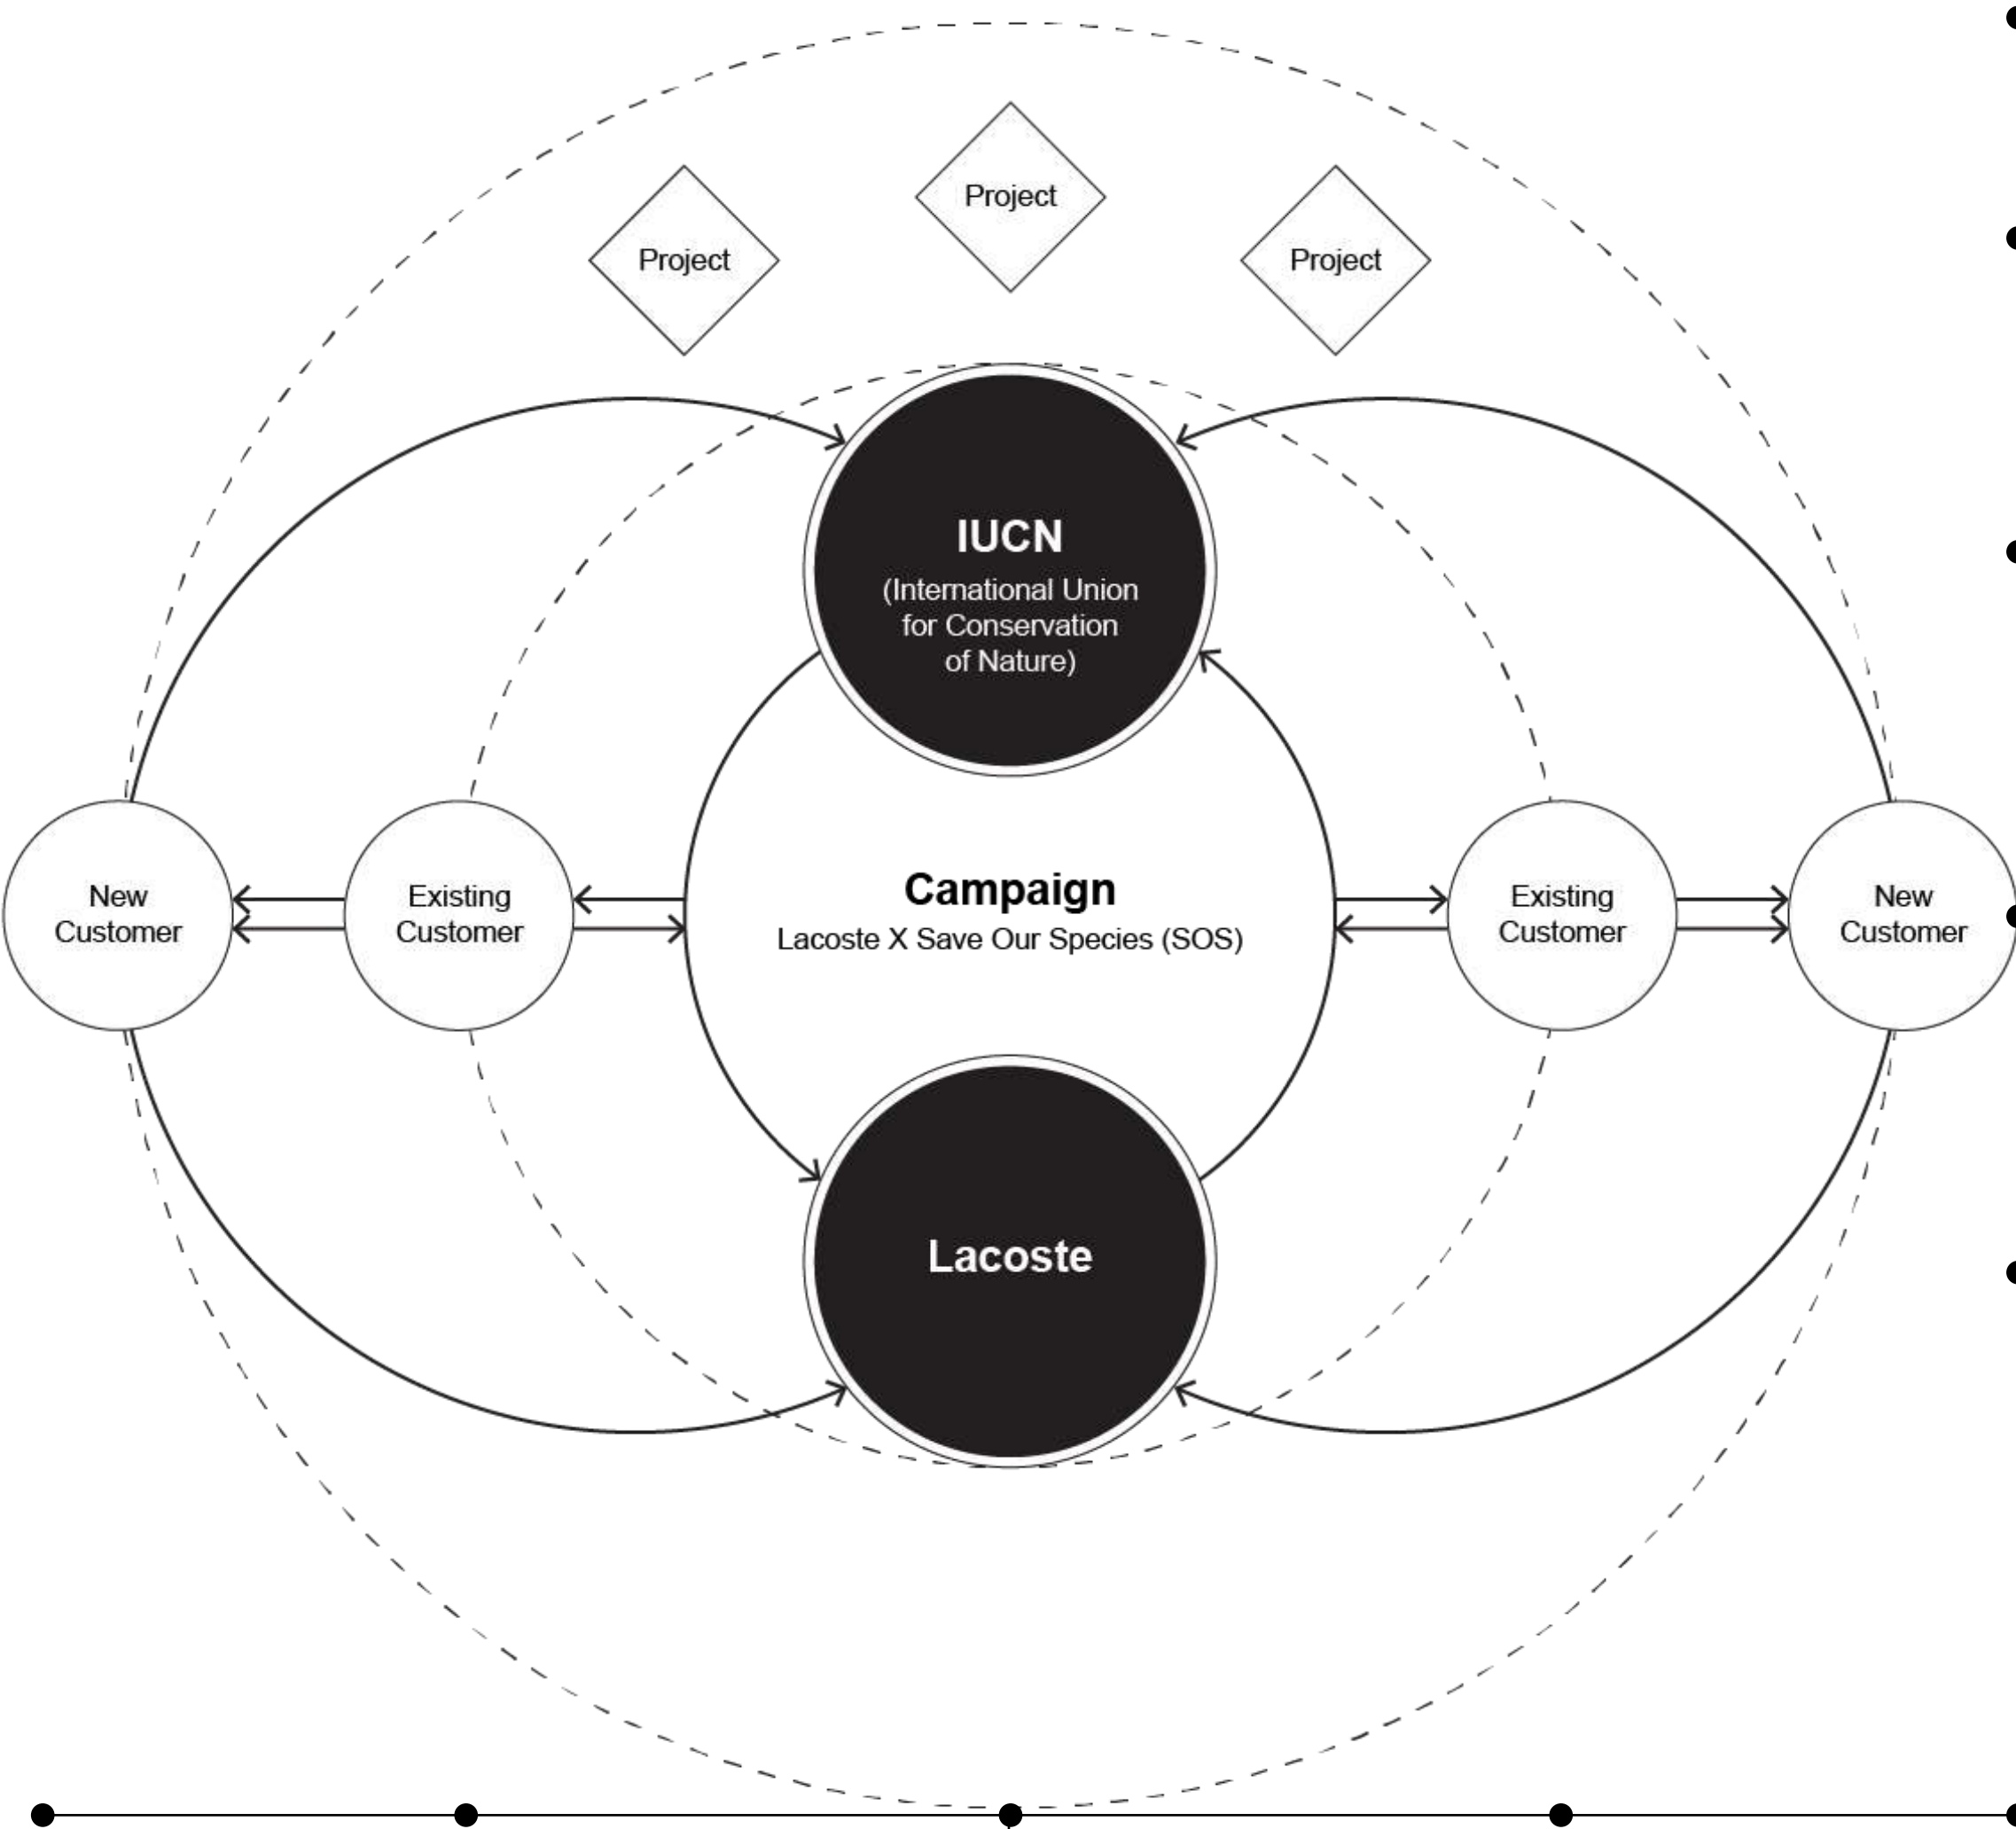 Project
Project
Project
IUCN
(International Union
for Conservation
of Nature)
New
Customer
Existing
Customer
Campaign
Lacoste X Save Our Species (SOS)
Existing
Customer
New
Customer
Lacoste